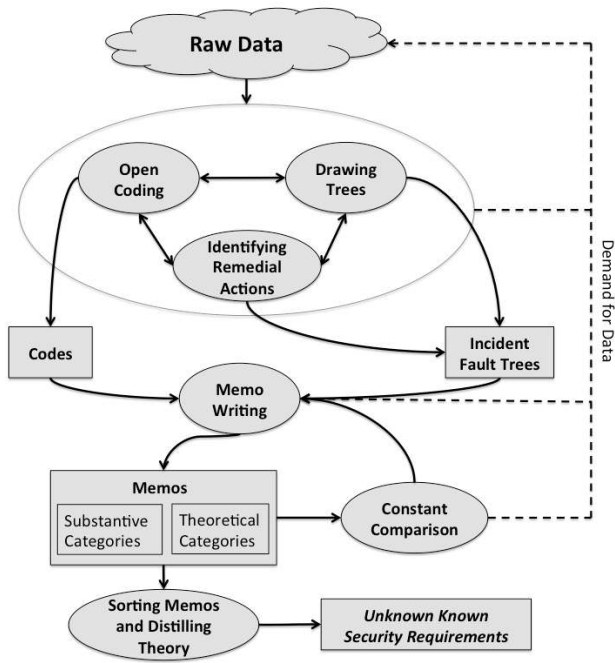 Raw Data
Open
Coding
Drawing
Trees
Identifying
Remedial
Actions
Demand for Data
Codes
Incident
Fault Trees
Memo
Writing
Memos
Substantive
Categories
Theoretical
Categories
Constant
Comparison
Sorting Memos
and Distilling
Theory
Unknown Known
Security Requirements